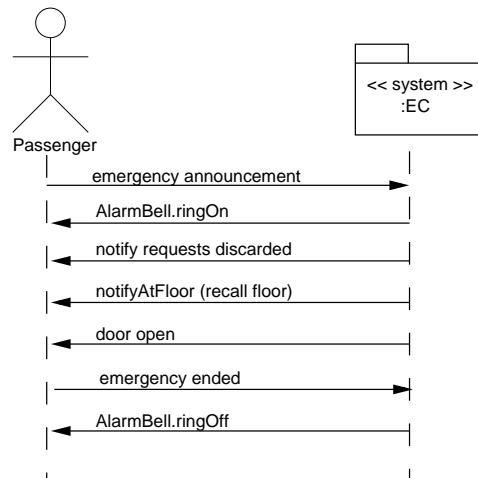 << system >>
:EC
Passenger
emergency announcement
AlarmBell.ringOn
notify requests discarded
notifyAtFloor (recall floor)
door open
emergency ended
AlarmBell.ringOff